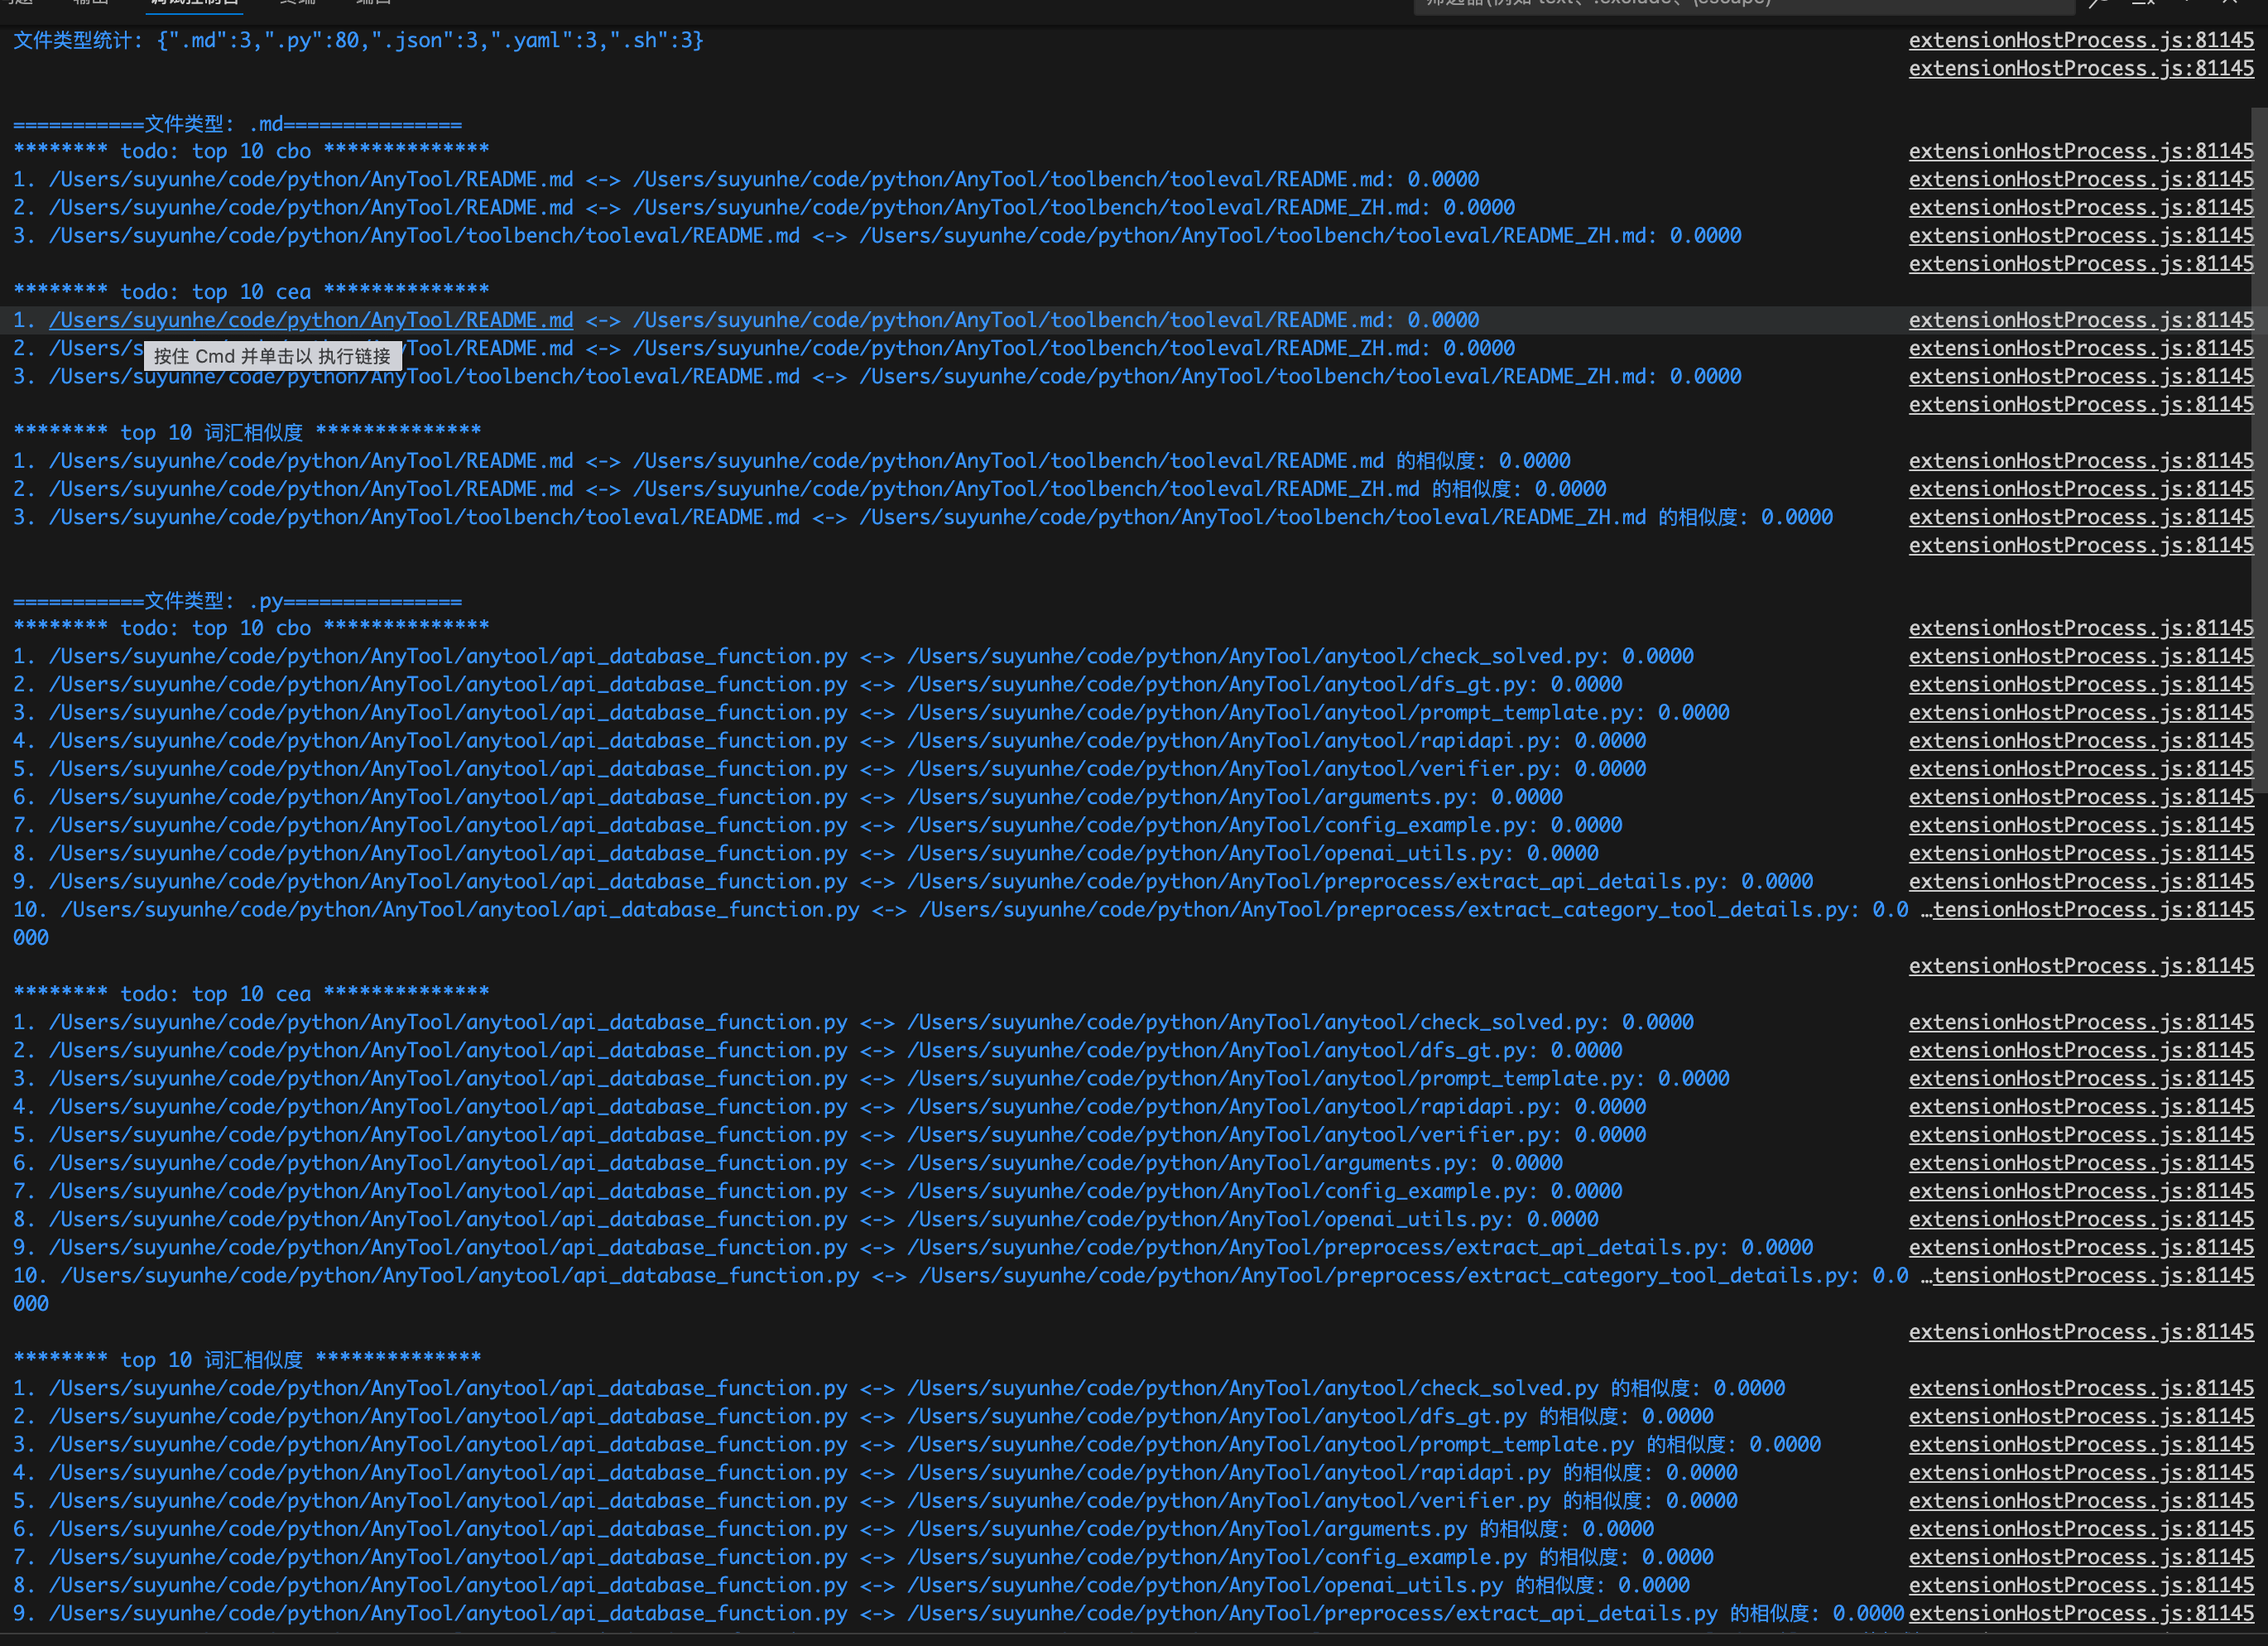 输出 调试控制台 终端 端口
文件类型统计: {".md":3,".py":80,".json":3,".yaml":3,".sh":3} extensionHostProcess.js:81145
extensionHostProcess.js:81145
===========文件类型: .md===============
******** todo: top 10 cbo ************** extensionHostProcess.js:81145
1. /Users/suyunhe/code/python/AnyTool/README.md <-> /Users/suyunhe/code/python/AnyTool/toolbench/tooleval/README.md: 0.0000 extensionHostProcess.js:81145
2. /Users/suyunhe/code/python/AnyTool/README.md <-> /Users/suyunhe/code/python/AnyTool/toolbench/tooleval/README_ZH.md: 0.0000 extensionHostProcess.js:81145
3. /Users/suyunhe/code/python/AnyTool/toolbench/tooleval/README.md <-> /Users/suyunhe/code/python/AnyTool/toolbench/tooleval/README_ZH.md: 0.0000 extensionHostProcess.js:81145
extensionHostProcess.js:81145
******** todo: top 10 cea **************
1. /Users/suyunhe/code/python/AnyTool/README.md <-> /Users/suyunhe/code/python/AnyTool/toolbench/tooleval/README.md: 0.0000 extensionHostProcess.js:81145
2. /Users/s 按住 Cmd 并单击以 执行链接 yTool/README.md <-> /Users/suyunhe/code/python/AnyTool/toolbench/tooleval/README_ZH.md: 0.0000 extensionHostProcess.js:81145
3. /Users/suyunhe/code/python/AnyTool/toolbench/tooleval/README.md <-> /Users/suyunhe/code/python/AnyTool/toolbench/tooleval/README_ZH.md: 0.0000 extensionHostProcess.js:81145
extensionHostProcess.js:81145
******** top 10 词汇相似度 **************
1. /Users/suyunhe/code/python/AnyTool/README.md <-> /Users/suyunhe/code/python/AnyTool/toolbench/tooleval/README.md 的相似度: 0.0000 extensionHostProcess.js:81145
2. /Users/suyunhe/code/python/AnyTool/README.md <-> /Users/suyunhe/code/python/AnyTool/toolbench/tooleval/README_ZH.md 的相似度: 0.0000 extensionHostProcess.js:81145
3. /Users/suyunhe/code/python/AnyTool/toolbench/tooleval/README.md <-> /Users/suyunhe/code/python/AnyTool/toolbench/tooleval/README_ZH.md 的相似度: 0.0000 extensionHostProcess.js:81145
extensionHostProcess.js:81145
===========文件类型: .py===============
******** todo: top 10 cbo ************** extensionHostProcess.js:81145
1. /Users/suyunhe/code/python/AnyTool/anytool/api_database_function.py <-> /Users/suyunhe/code/python/AnyTool/anytool/check_solved.py: 0.0000 extensionHostProcess.js:81145
2. /Users/suyunhe/code/python/AnyTool/anytool/api_database_function.py <-> /Users/suyunhe/code/python/AnyTool/anytool/dfs_gt.py: 0.0000 extensionHostProcess.js:81145
3. /Users/suyunhe/code/python/AnyTool/anytool/api_database_function.py <-> /Users/suyunhe/code/python/AnyTool/anytool/prompt_template.py: 0.0000 extensionHostProcess.js:81145
4. /Users/suyunhe/code/python/AnyTool/anytool/api_database_function.py <-> /Users/suyunhe/code/python/AnyTool/anytool/rapidapi.py: 0.0000 extensionHostProcess.js:81145
5. /Users/suyunhe/code/python/AnyTool/anytool/api_database_function.py <-> /Users/suyunhe/code/python/AnyTool/anytool/verifier.py: 0.0000 extensionHostProcess.js:81145
6. /Users/suyunhe/code/python/AnyTool/anytool/api_database_function.py <-> /Users/suyunhe/code/python/AnyTool/arguments.py: 0.0000 extensionHostProcess.js:81145
7. /Users/suyunhe/code/python/AnyTool/anytool/api_database_function.py <-> /Users/suyunhe/code/python/AnyTool/config_example.py: 0.0000 extensionHostProcess.js:81145
8. /Users/suyunhe/code/python/AnyTool/anytool/api_database_function.py <-> /Users/suyunhe/code/python/AnyTool/openai_utils.py: 0.0000 extensionHostProcess.js:81145
9. /Users/suyunhe/code/python/AnyTool/anytool/api_database_function.py <-> /Users/suyunhe/code/python/AnyTool/preprocess/extract_api_details.py: 0.0000 extensionHostProcess.js:81145
10. /Users/suyunhe/code/python/AnyTool/anytool/api_database_function.py <-> /Users/suyunhe/code/python/AnyTool/preprocess/extract_category_tool_details.py: 0.0 …tensionHostProcess.js:81145
000
extensionHostProcess.js:81145
******** todo: top 10 cea **************
1. /Users/suyunhe/code/python/AnyTool/anytool/api_database_function.py <-> /Users/suyunhe/code/python/AnyTool/anytool/check_solved.py: 0.0000 extensionHostProcess.js:81145
2. /Users/suyunhe/code/python/AnyTool/anytool/api_database_function.py <-> /Users/suyunhe/code/python/AnyTool/anytool/dfs_gt.py: 0.0000 extensionHostProcess.js:81145
3. /Users/suyunhe/code/python/AnyTool/anytool/api_database_function.py <-> /Users/suyunhe/code/python/AnyTool/anytool/prompt_template.py: 0.0000 extensionHostProcess.js:81145
4. /Users/suyunhe/code/python/AnyTool/anytool/api_database_function.py <-> /Users/suyunhe/code/python/AnyTool/anytool/rapidapi.py: 0.0000 extensionHostProcess.js:81145
5. /Users/suyunhe/code/python/AnyTool/anytool/api_database_function.py <-> /Users/suyunhe/code/python/AnyTool/anytool/verifier.py: 0.0000 extensionHostProcess.js:81145
6. /Users/suyunhe/code/python/AnyTool/anytool/api_database_function.py <-> /Users/suyunhe/code/python/AnyTool/arguments.py: 0.0000 extensionHostProcess.js:81145
7. /Users/suyunhe/code/python/AnyTool/anytool/api_database_function.py <-> /Users/suyunhe/code/python/AnyTool/config_example.py: 0.0000 extensionHostProcess.js:81145
8. /Users/suyunhe/code/python/AnyTool/anytool/api_database_function.py <-> /Users/suyunhe/code/python/AnyTool/openai_utils.py: 0.0000 extensionHostProcess.js:81145
9. /Users/suyunhe/code/python/AnyTool/anytool/api_database_function.py <-> /Users/suyunhe/code/python/AnyTool/preprocess/extract_api_details.py: 0.0000 extensionHostProcess.js:81145
10. /Users/suyunhe/code/python/AnyTool/anytool/api_database_function.py <-> /Users/suyunhe/code/python/AnyTool/preprocess/extract_category_tool_details.py: 0.0 …tensionHostProcess.js:81145
000
extensionHostProcess.js:81145
******** top 10 词汇相似度 **************
1. /Users/suyunhe/code/python/AnyTool/anytool/api_database_function.py <-> /Users/suyunhe/code/python/AnyTool/anytool/check_solved.py 的相似度: 0.0000 extensionHostProcess.js:81145
2. /Users/suyunhe/code/python/AnyTool/anytool/api_database_function.py <-> /Users/suyunhe/code/python/AnyTool/anytool/dfs_gt.py 的相似度: 0.0000 extensionHostProcess.js:81145
3. /Users/suyunhe/code/python/AnyTool/anytool/api_database_function.py <-> /Users/suyunhe/code/python/AnyTool/anytool/prompt_template.py 的相似度: 0.0000 extensionHostProcess.js:81145
4. /Users/suyunhe/code/python/AnyTool/anytool/api_database_function.py <-> /Users/suyunhe/code/python/AnyTool/anytool/rapidapi.py 的相似度: 0.0000 extensionHostProcess.js:81145
5. /Users/suyunhe/code/python/AnyTool/anytool/api_database_function.py <-> /Users/suyunhe/code/python/AnyTool/anytool/verifier.py 的相似度: 0.0000 extensionHostProcess.js:81145
6. /Users/suyunhe/code/python/AnyTool/anytool/api_database_function.py <-> /Users/suyunhe/code/python/AnyTool/arguments.py 的相似度: 0.0000 extensionHostProcess.js:81145
7. /Users/suyunhe/code/python/AnyTool/anytool/api_database_function.py <-> /Users/suyunhe/code/python/AnyTool/config_example.py 的相似度: 0.0000 extensionHostProcess.js:81145
8. /Users/suyunhe/code/python/AnyTool/anytool/api_database_function.py <-> /Users/suyunhe/code/python/AnyTool/openai_utils.py 的相似度: 0.0000 extensionHostProcess.js:81145
9. /Users/suyunhe/code/python/AnyTool/anytool/api_database_function.py <-> /Users/suyunhe/code/python/AnyTool/preprocess/extract_api_details.py 的相似度: 0.0000 extensionHostProcess.js:81145